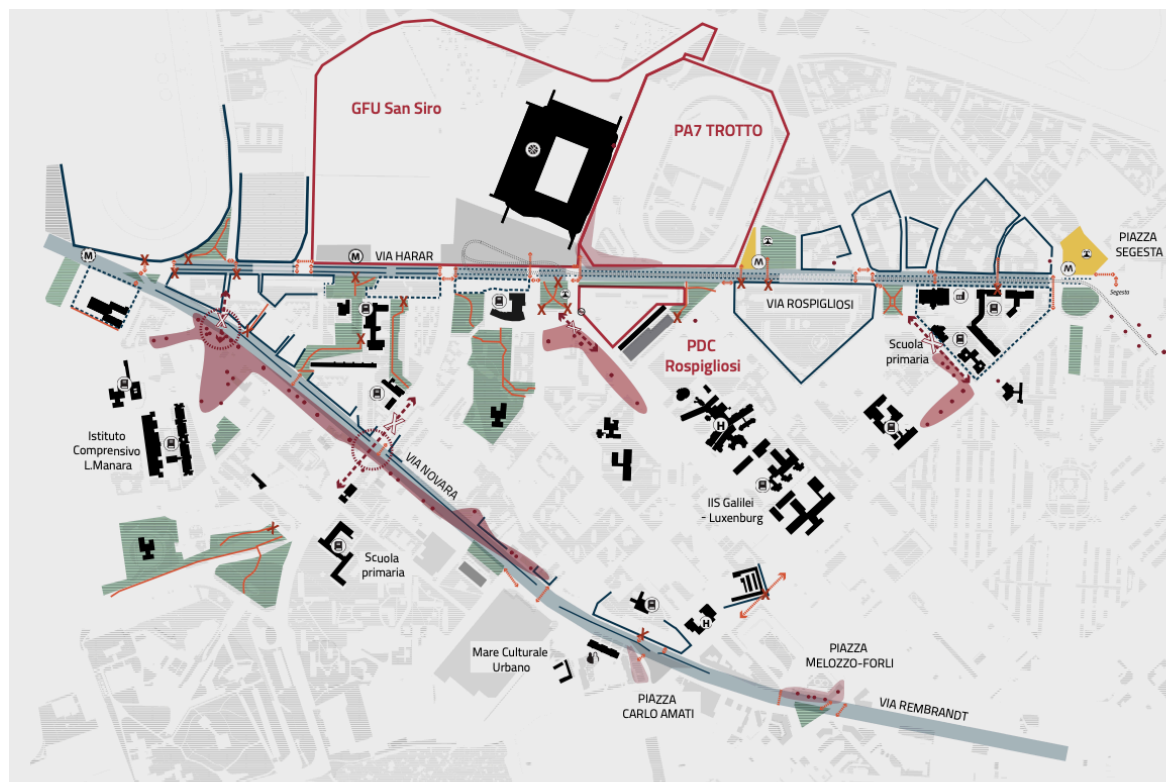 GFU San Siro
PA7 TROTTO
M
M
VIA HARAR
M
M
PIAZZA
SEGESTA
Segesta
VIA ROSPIGLIOSI
PDC
Rospigliosi
Scuola
primaria
X
X
X
X
H
Istituto
Comprensivo
L.Manara
VIA NOVARA
IIS Galilei
- Luxenburg
Scuola
primaria
H
Mare Culturale
Urbano
PIAZZA
CARLO AMATI
PIAZZA
MELOZZO-FORLI
VIA REMBRANDT